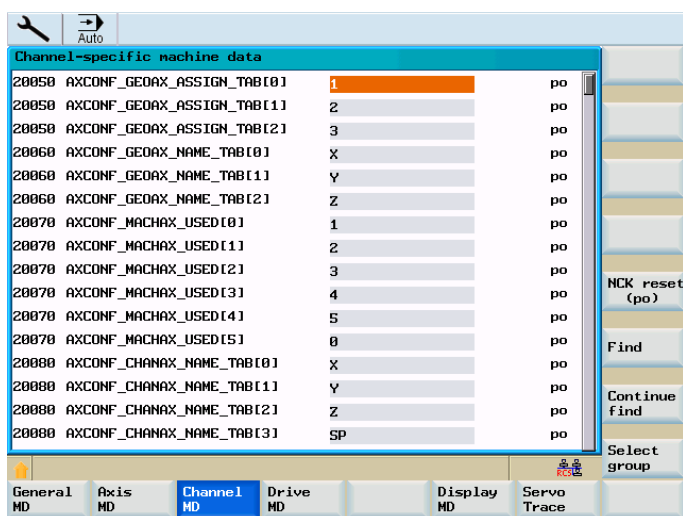 Auto
Channel-specific machine data
20050 AXCONF_GEOAX_ASSIGN_TAB[0] 1 po
20050 AXCONF_GEOAX_ASSIGN_TAB[1] 2 po
20050 AXCONF_GEOAX_ASSIGN_TAB[2] 3 po
20060 AXCONF_GEOAX_NAME_TAB[0] X po
20060 AXCONF_GEOAX_NAME_TAB[1] Y po
20060 AXCONF_GEOAX_NAME_TAB[2] Z po
20070 AXCONF_MACHAX_USED[0] 1 po
20070 AXCONF_MACHAX_USED[1] 2 po
20070 AXCONF_MACHAX_USED[2] 3 po
20070 AXCONF_MACHAX_USED[3] 4 po
20070 AXCONF_MACHAX_USED[4] 5 po
20070 AXCONF_MACHAX_USED[5] 0 po
20080 AXCONF_CHANAX_NAME_TAB[0] X po
20080 AXCONF_CHANAX_NAME_TAB[1] Y po
20080 AXCONF_CHANAX_NAME_TAB[2] Z po
20080 AXCONF_CHANAX_NAME_TAB[3] SP po
NCK reset
(po)
Find
Continue
find
Select
group
RCS
General
MD
Axis
MD
Channel
MD
Drive
MD
Display
MD
Servo
Trace